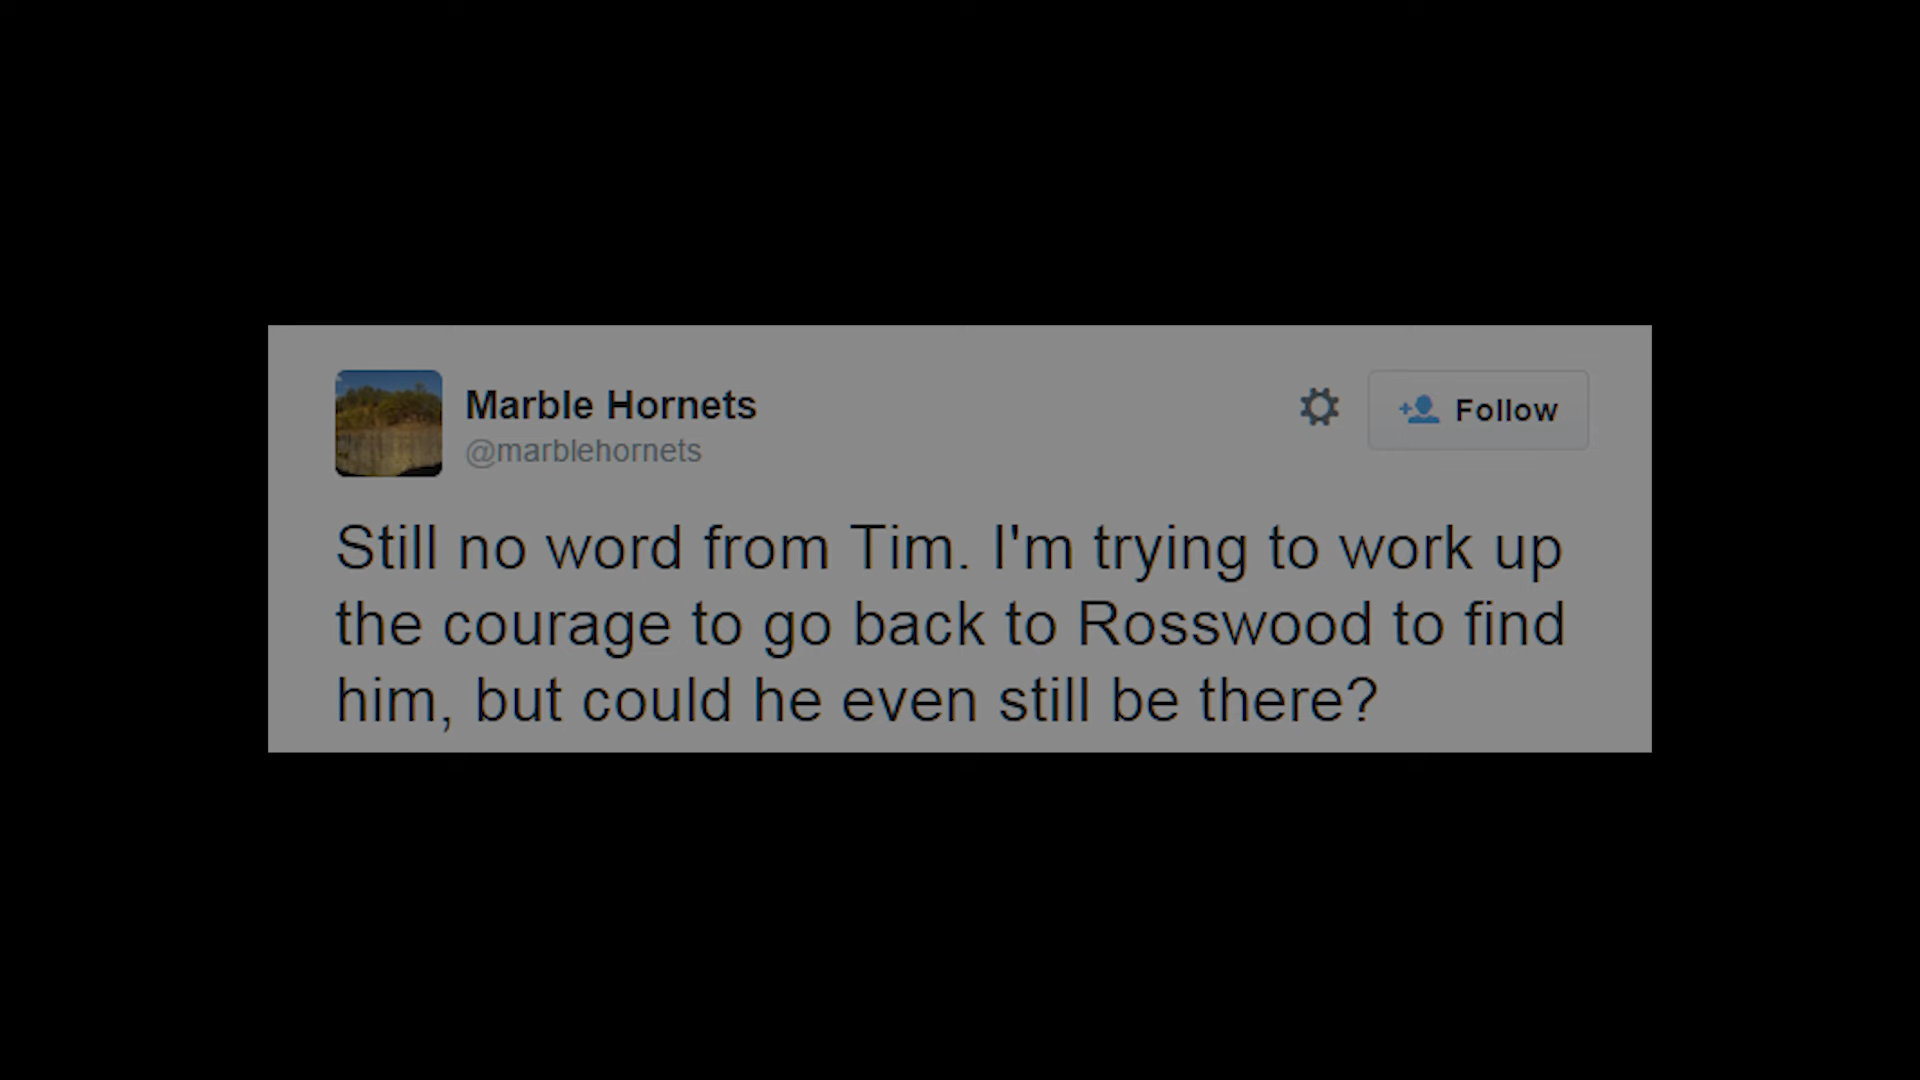 Marble Hornets
@marblehornets
Follow
Still no word from Tim. I'm trying to work up
the courage to go back to Rosswood to find
him, but could he even still be there?